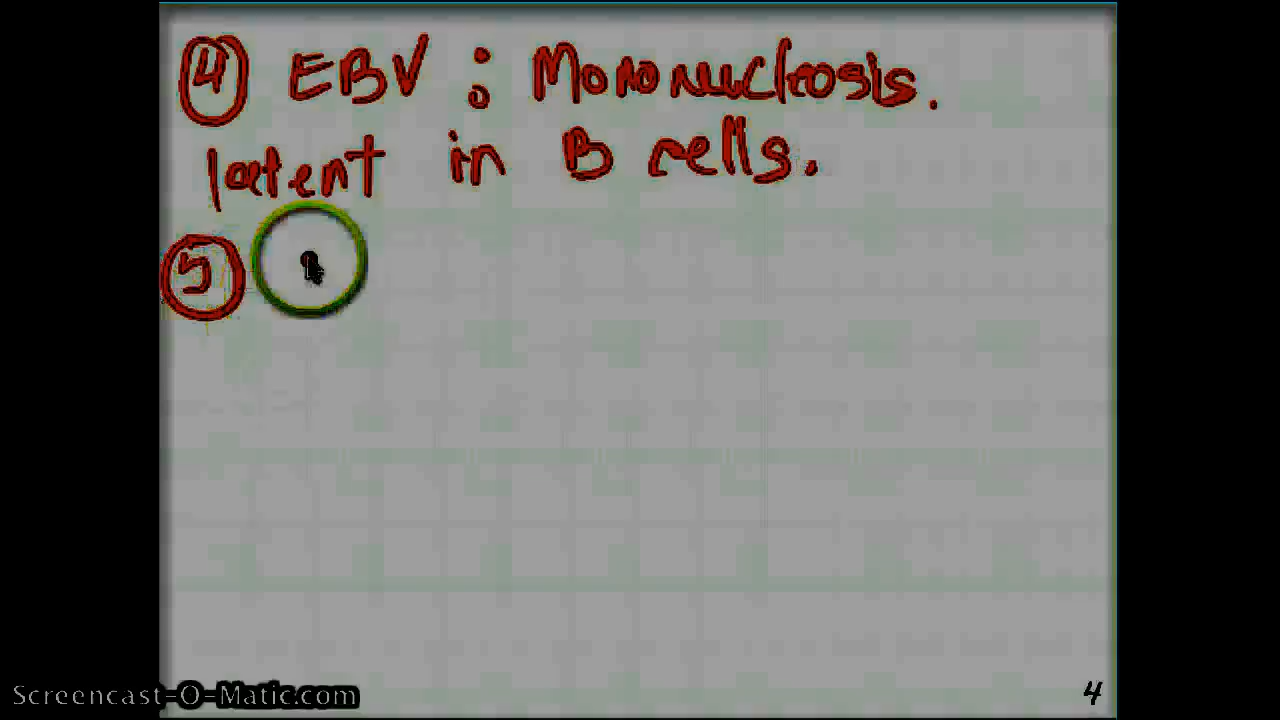 ④ EBV : Mononucleosis.
latent in B cells.
⑤
Screencast-O-Matic.com
4